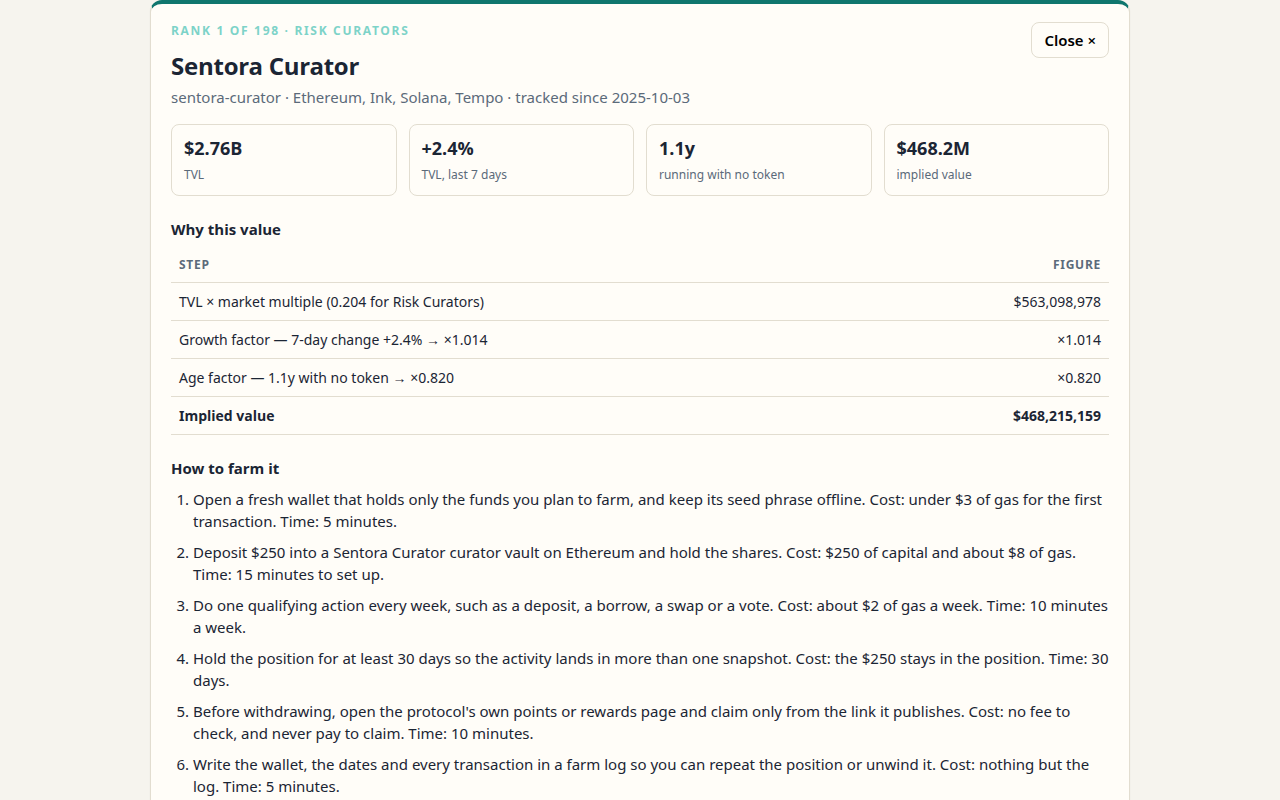 RANK 1 OF 198 · RISK CURATORS
Close ×
Sentora Curator
sentora-curator · Ethereum, Ink, Solana, Tempo · tracked since 2025-10-03
$2.76B
TVL
+2.4%
TVL, last 7 days
1.1y
running with no token
$468.2M
implied value
Why this value
STEP FIGURE
TVL × market multiple (0.204 for Risk Curators) $563,098,978
Growth factor — 7-day change +2.4% → ×1.014 ×1.014
Age factor — 1.1y with no token → ×0.820 ×0.820
Implied value $468,215,159
How to farm it
1. Open a fresh wallet that holds only the funds you plan to farm, and keep its seed phrase offline. Cost: under $3 of gas for the first
transaction. Time: 5 minutes.
2. Deposit $250 into a Sentora Curator curator vault on Ethereum and hold the shares. Cost: $250 of capital and about $8 of gas.
Time: 15 minutes to set up.
3. Do one qualifying action every week, such as a deposit, a borrow, a swap or a vote. Cost: about $2 of gas a week. Time: 10 minutes
a week.
4. Hold the position for at least 30 days so the activity lands in more than one snapshot. Cost: the $250 stays in the position. Time: 30
days.
5. Before withdrawing, open the protocol's own points or rewards page and claim only from the link it publishes. Cost: no fee to
check, and never pay to claim. Time: 10 minutes.
6. Write the wallet, the dates and every transaction in a farm log so you can repeat the position or unwind it. Cost: nothing but the
log. Time: 5 minutes.